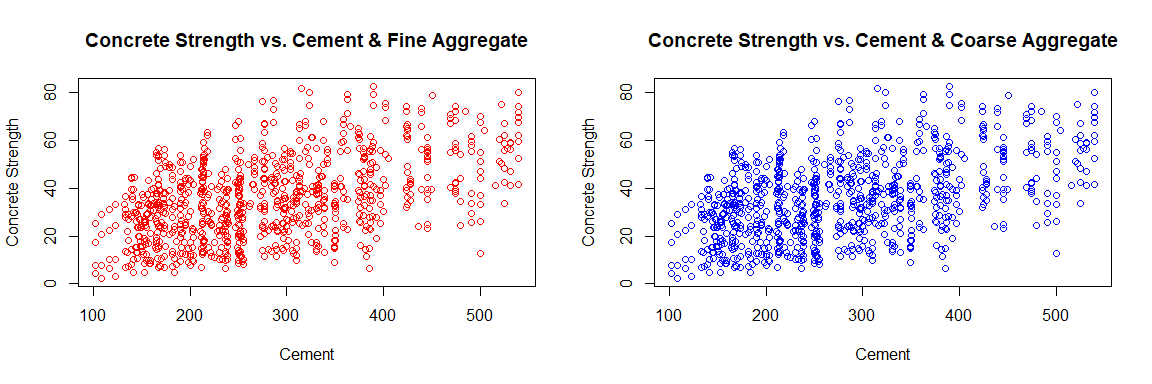 Concrete Strength vs. Cement & Fine Aggregate
Concrete Strength
80
60
40
20
0
100 200 300 400 500
Cement
Concrete Strength vs. Cement & Coarse Aggregate
Concrete Strength
80
60
40
20
0
100 200 300 400 500
Cement